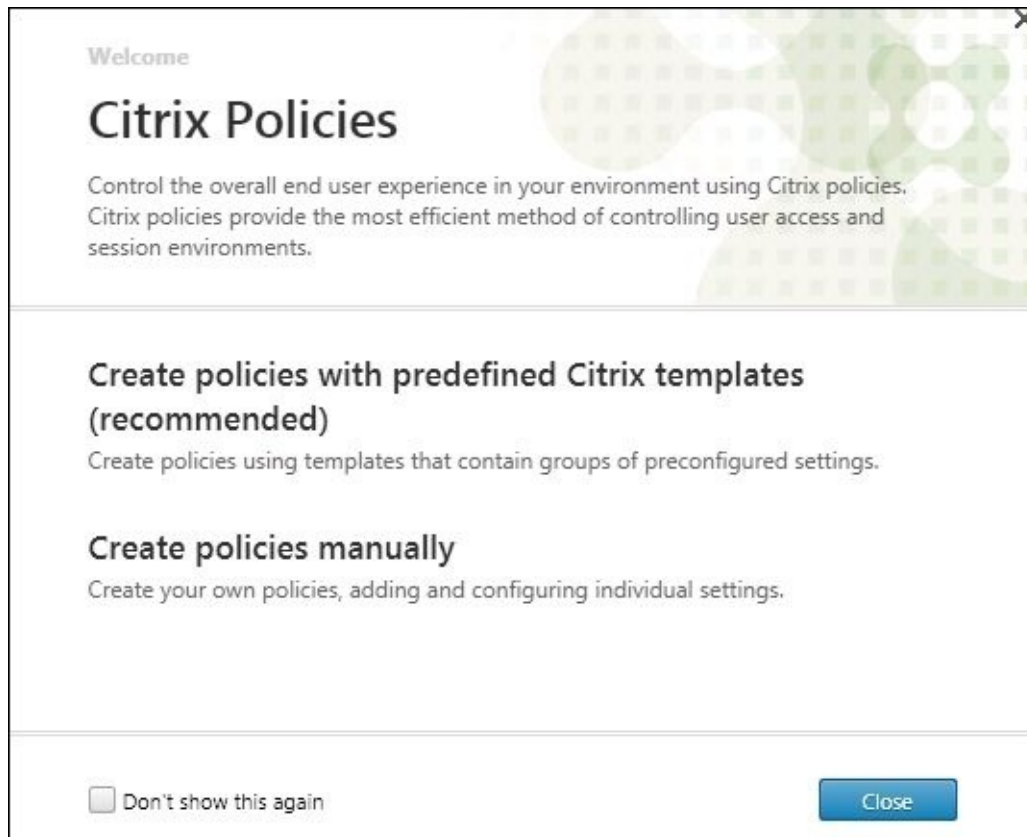 Welcome
Citrix Policies
Control the overall end user experience in your environment using Citrix policies.
Citrix policies provide the most efficient method of controlling user access and
session environments.
Create policies with predefined Citrix templates
(recommended)
Create policies using templates that contain groups of preconfigured settings.
Create policies manually
Create your own policies, adding and configuring individual settings.
Don't show this again
Close